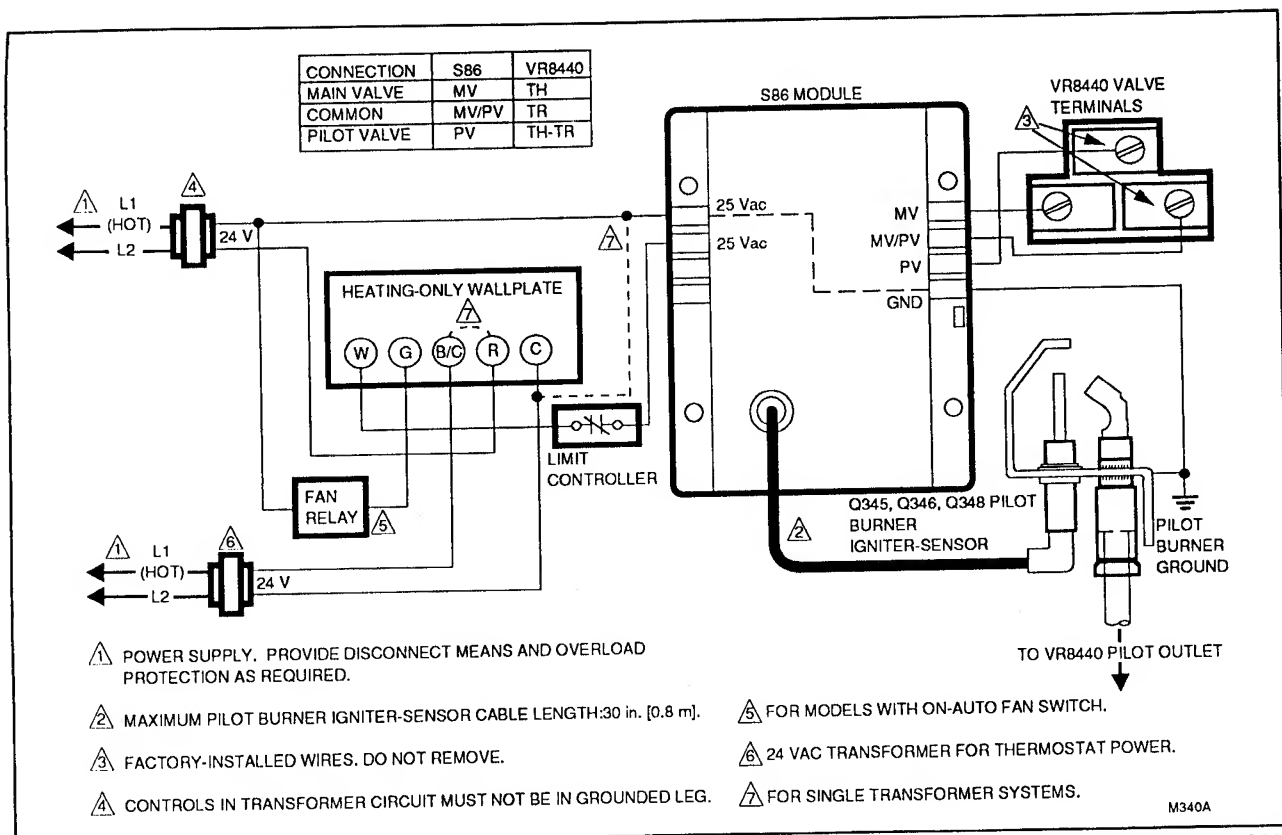 CONNECTION S86 VR8440
MAIN VALVE MV TH
COMMON MV/PV TR
PILOT VALVE PV TH-TR
S86 MODULE
VR8440 VALVE
TERMINALS
3
4
1
L1
(HOT)
L2
24 V
7
25 Vac
25 Vac
MV
MV/PV
PV
GND
HEATING-ONLY WALLPLATE
7
W G B/C R C
LIMIT
CONTROLLER
FAN
RELAY
5
Q345, Q346, Q348 PILOT
BURNER
IGNITER-SENSOR
2
PILOT
BURNER
GROUND
1
L1
(HOT)
L2
6
24 V
TO VR8440 PILOT OUTLET
1 POWER SUPPLY. PROVIDE DISCONNECT MEANS AND OVERLOAD
PROTECTION AS REQUIRED.
2 MAXIMUM PILOT BURNER IGNITER-SENSOR CABLE LENGTH:30 in. [0.8 m].
3 FACTORY-INSTALLED WIRES. DO NOT REMOVE.
4 CONTROLS IN TRANSFORMER CIRCUIT MUST NOT BE IN GROUNDED LEG.
5 FOR MODELS WITH ON-AUTO FAN SWITCH.
6 24 VAC TRANSFORMER FOR THERMOSTAT POWER.
7 FOR SINGLE TRANSFORMER SYSTEMS.
M340A